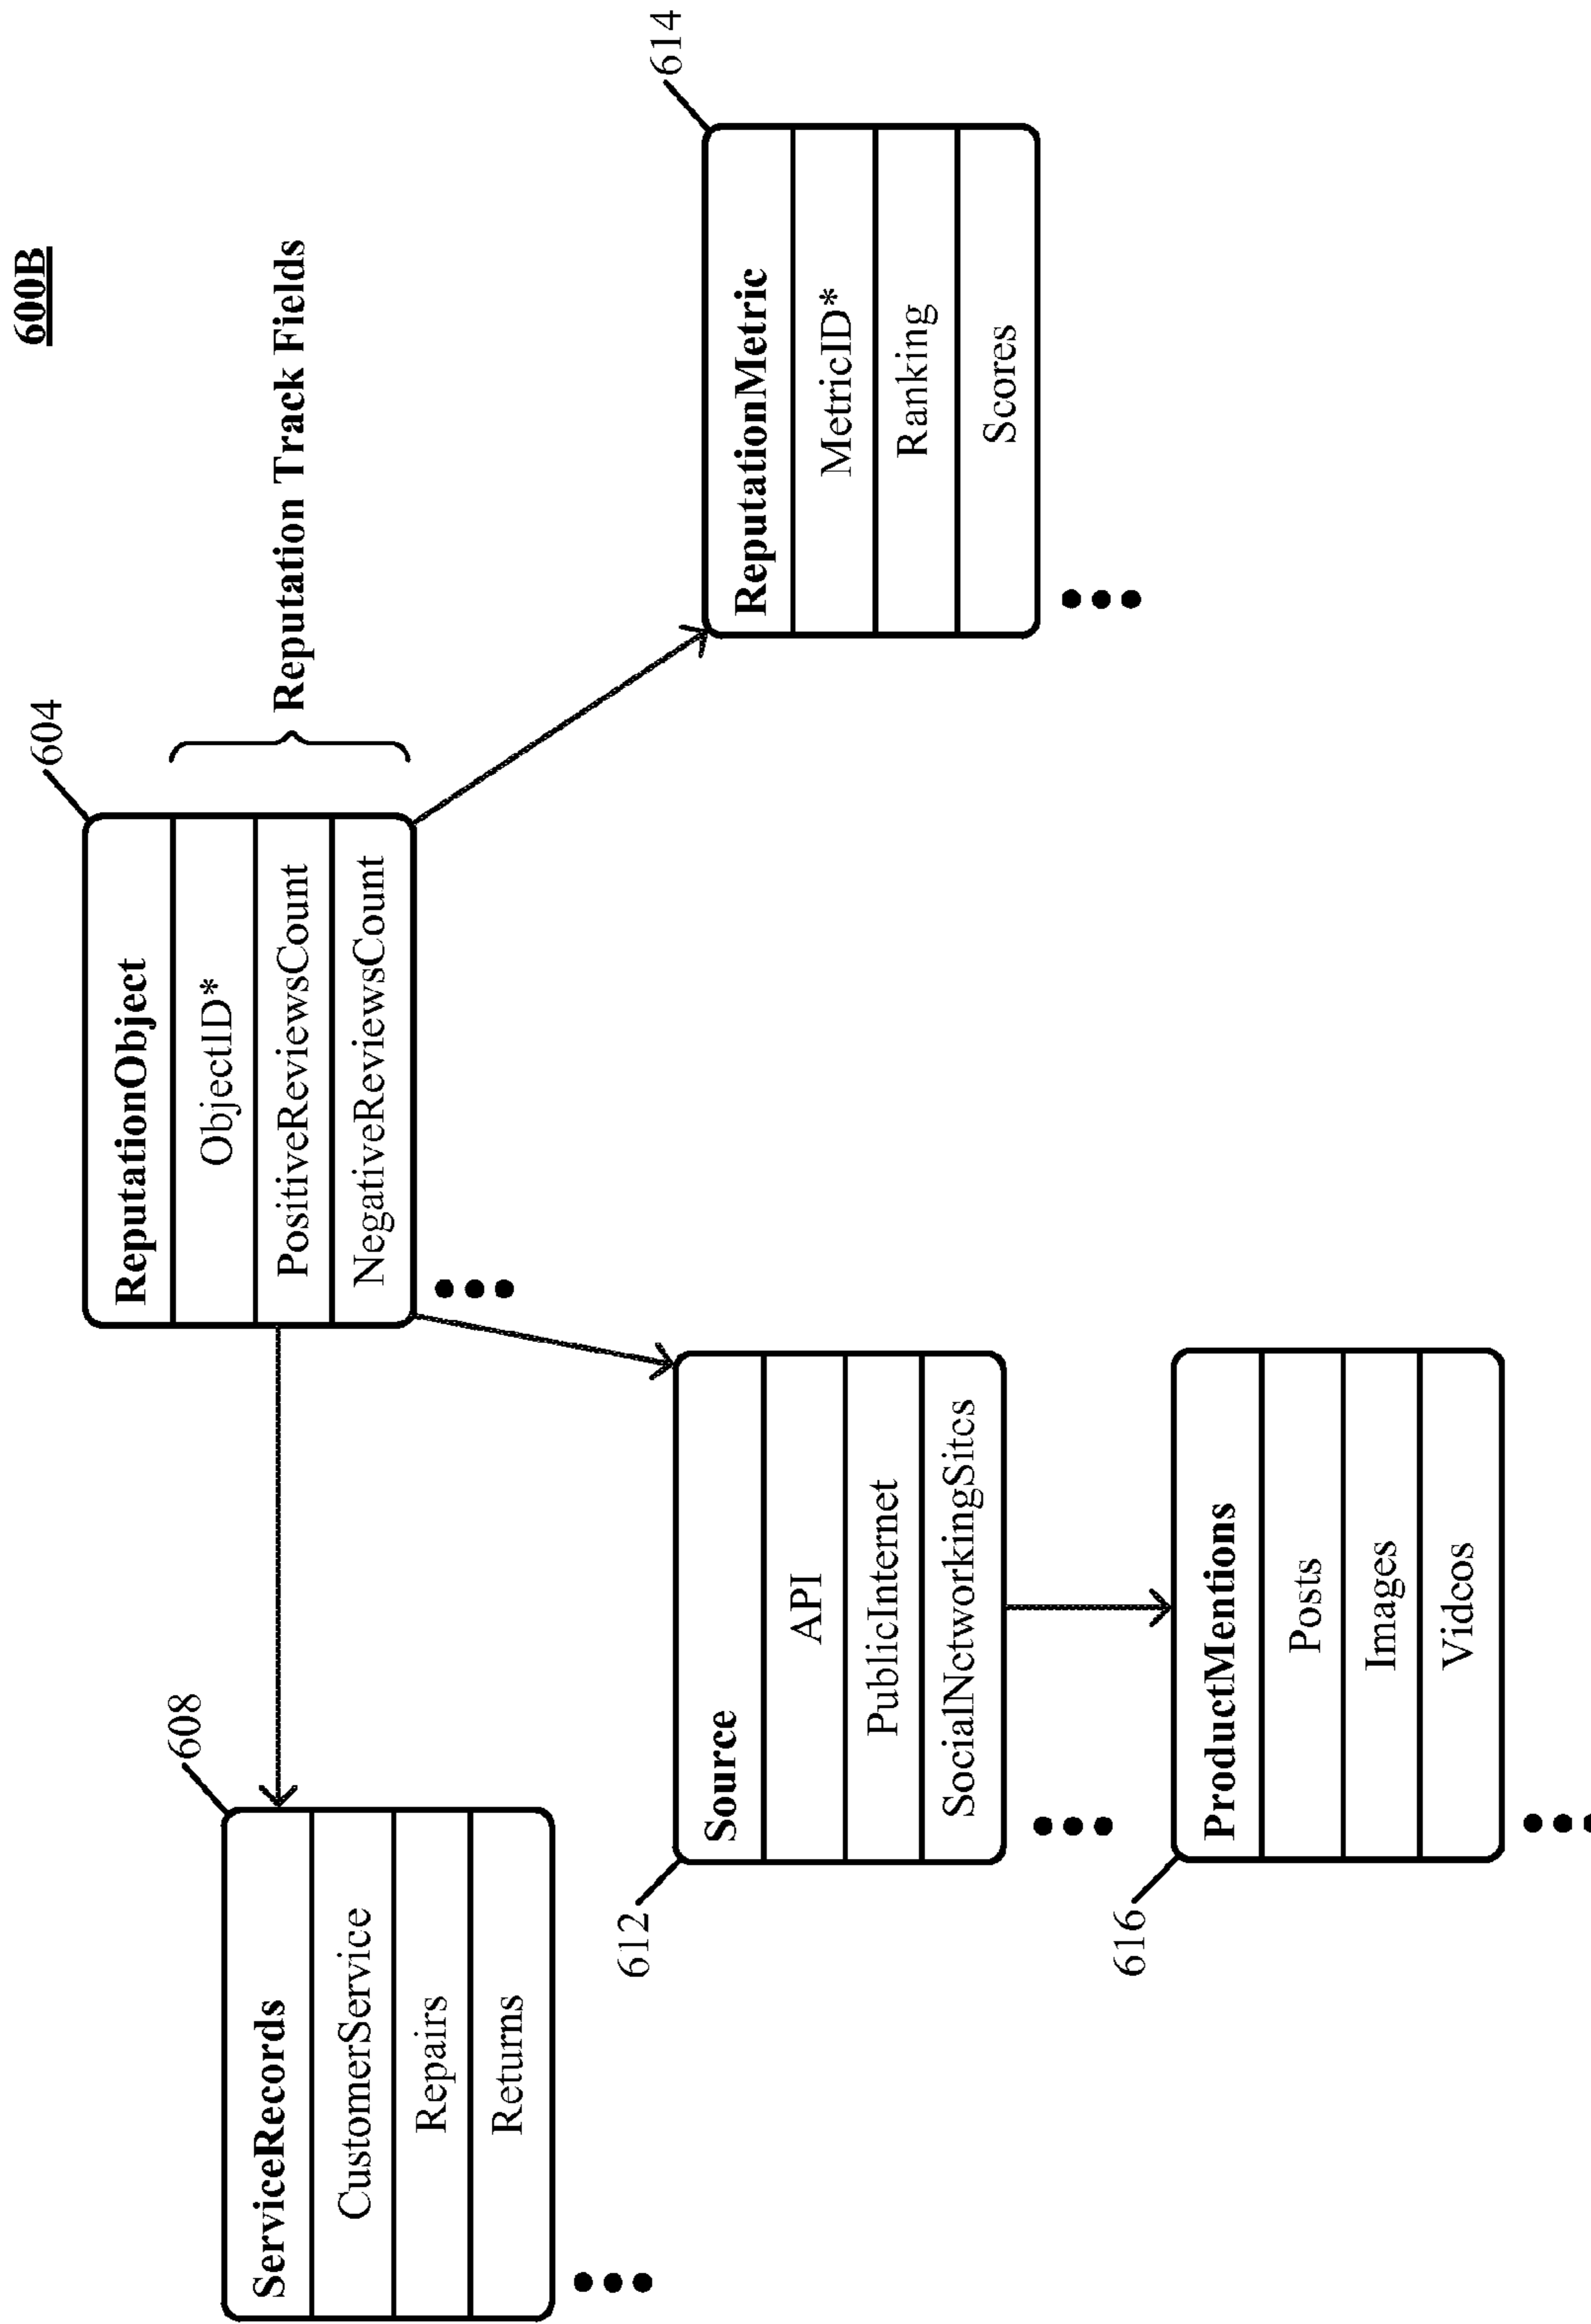 600B
604
ReputationObject
ObjectID*
PositiveReviewsCount
NegativeReviewsCount
Reputation Track Fields
608
ServiceRecords
CustomerService
Repairs
Returns
612
Source
API
PublicInternet
SocialNetworkingSites
614
ReputationMetric
MetricID*
Ranking
Scores
616
ProductMentions
Posts
Images
Videos